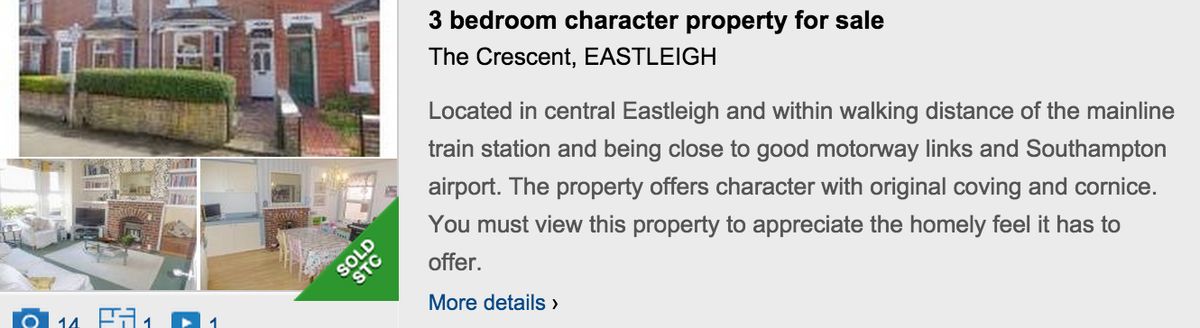 3 bedroom character property for sale
The Crescent, EASTLEIGH
Located in central Eastleigh and within walking distance of the mainline
train station and being close to good motorway links and Southampton
airport. The property offers character with original coving and cornice.
You must view this property to appreciate the homely feel it has to
offer.
More details ›
SOLD
STC
14 1 1